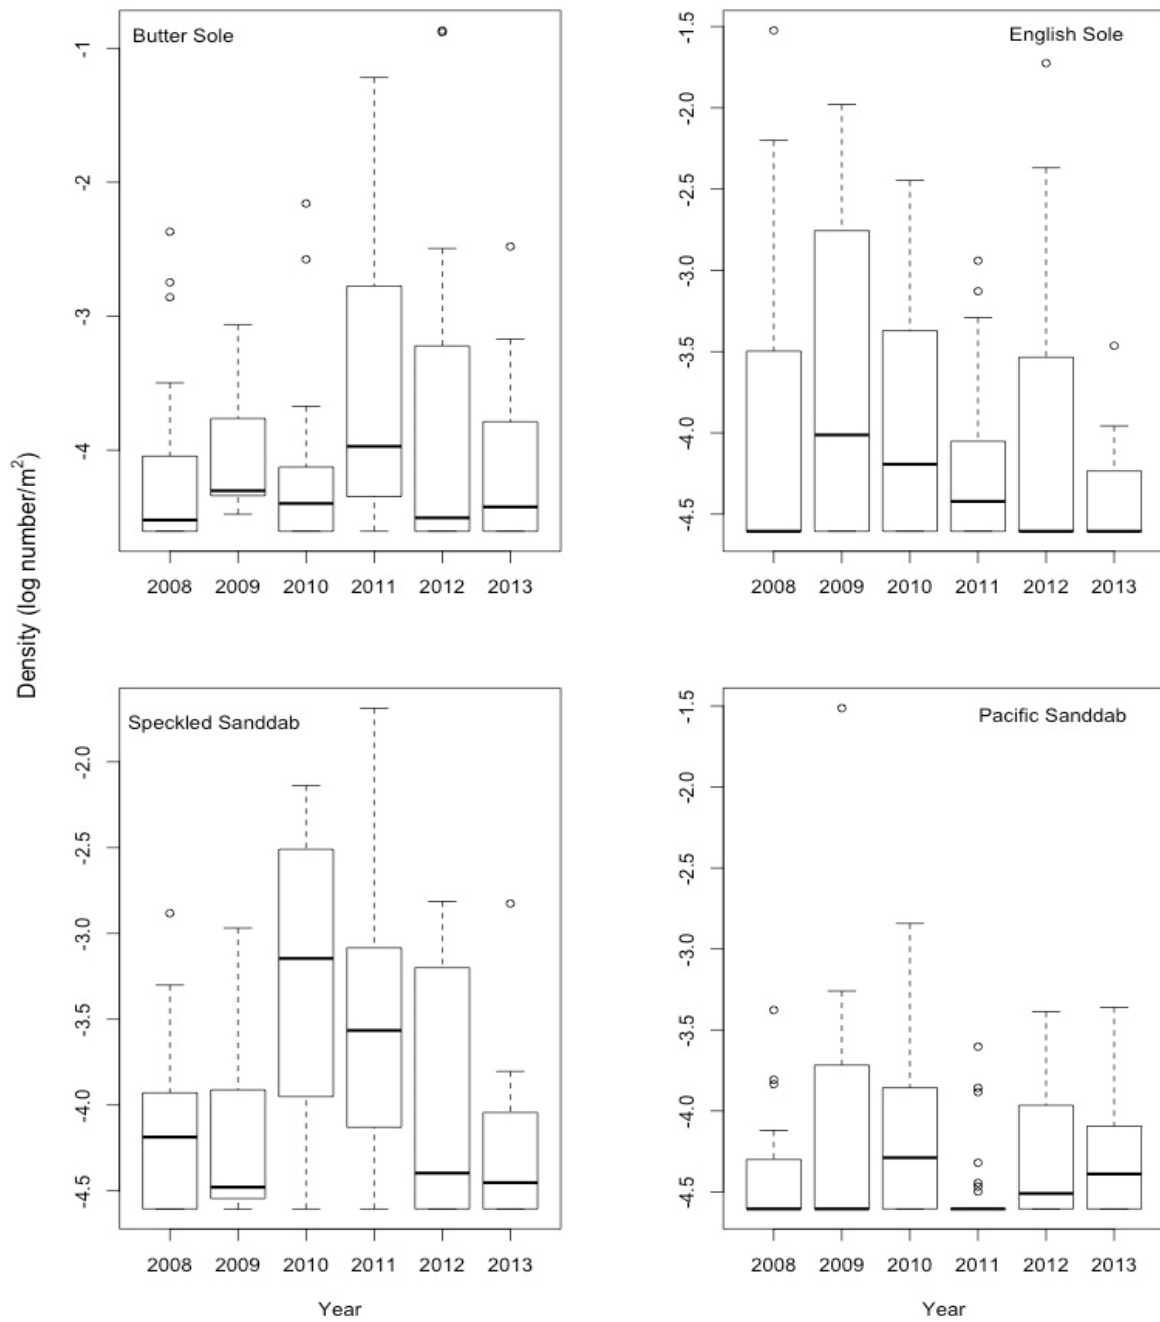 Butter Sole
English Sole
-1
-2
-3
-4
-1.5
-2.0
-2.5
-3.0
-3.5
-4.0
-4.5
2008 2009 2010 2011 2012 2013
2008 2009 2010 2011 2012 2013
Density (log number/m²)
Speckled Sanddab
Pacific Sanddab
-2.0
-2.5
-3.0
-3.5
-4.0
-4.5
-1.5
-2.0
-2.5
-3.0
-3.5
-4.0
-4.5
2008 2009 2010 2011 2012 2013
2008 2009 2010 2011 2012 2013
Year
Year